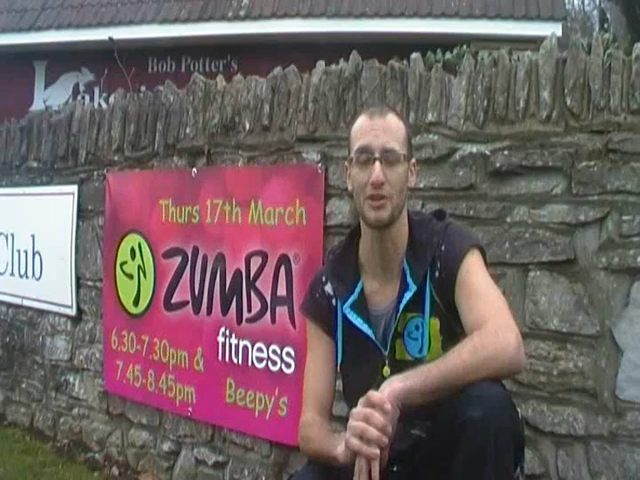 Bob Potter's
Club
Thurs 17th March
ZUMBA®
fitness
6.30-7.30pm &
7.45-8.45pm
Beepy's